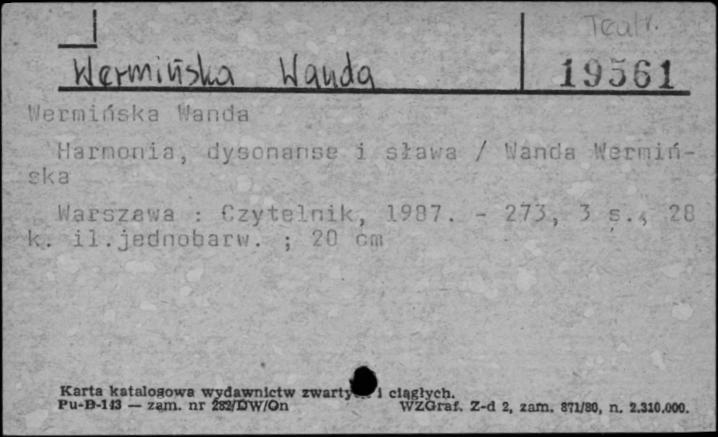 Teatr.
Wermińska Wanda 19561
Wermińska Wanda
Harmonia, dysonanse i sława / Wanda Wermiń-
ska
Warszawa : Czytelnik, 1987. - 273, 3 s., 28
k. il.jednobarw. ; 20 cm
Karta katalogowa wydawnictw zwarty i ciągłych.
Pu-B-113 — zam. nr 282/DW/On WZGraf. Z-d 2, zam. 871/80, n. 2.310.000.